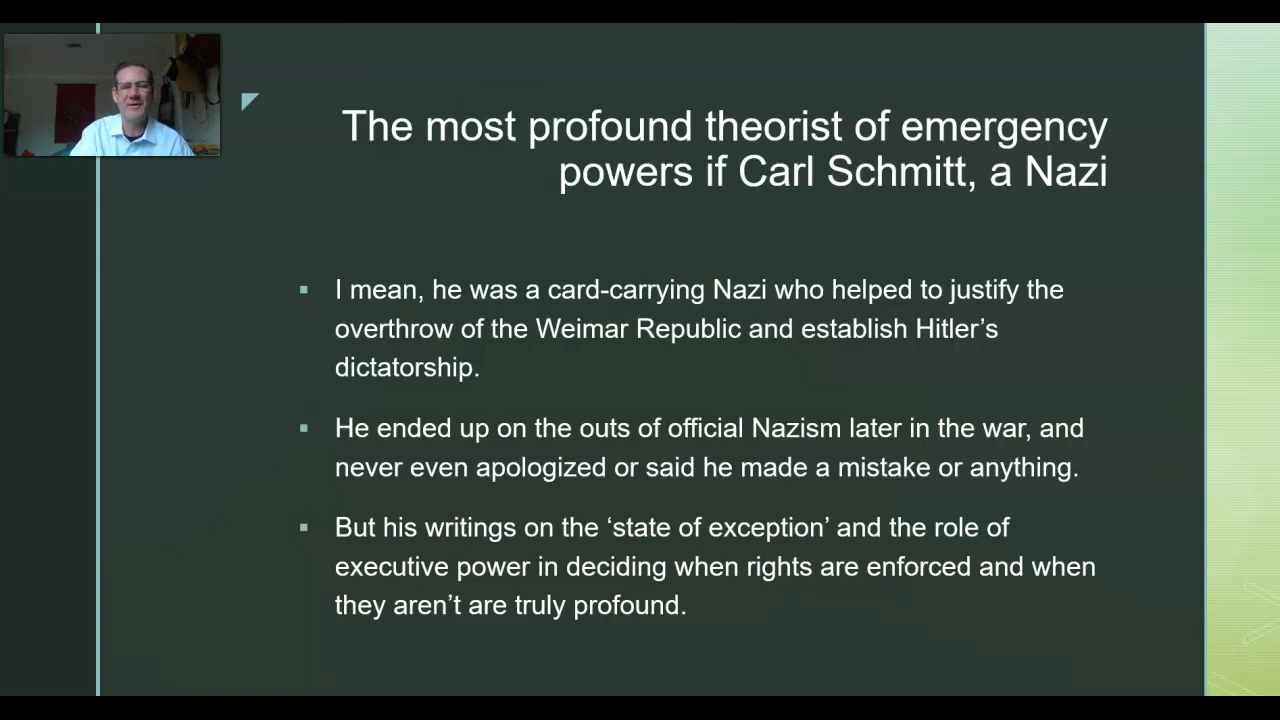 The most profound theorist of emergency
powers if Carl Schmitt, a Nazi
I mean, he was a card-carrying Nazi who helped to justify the
overthrow of the Weimar Republic and establish Hitler’s
dictatorship.
He ended up on the outs of official Nazism later in the war, and
never even apologized or said he made a mistake or anything.
But his writings on the ‘state of exception’ and the role of
executive power in deciding when rights are enforced and when
they aren’t are truly profound.